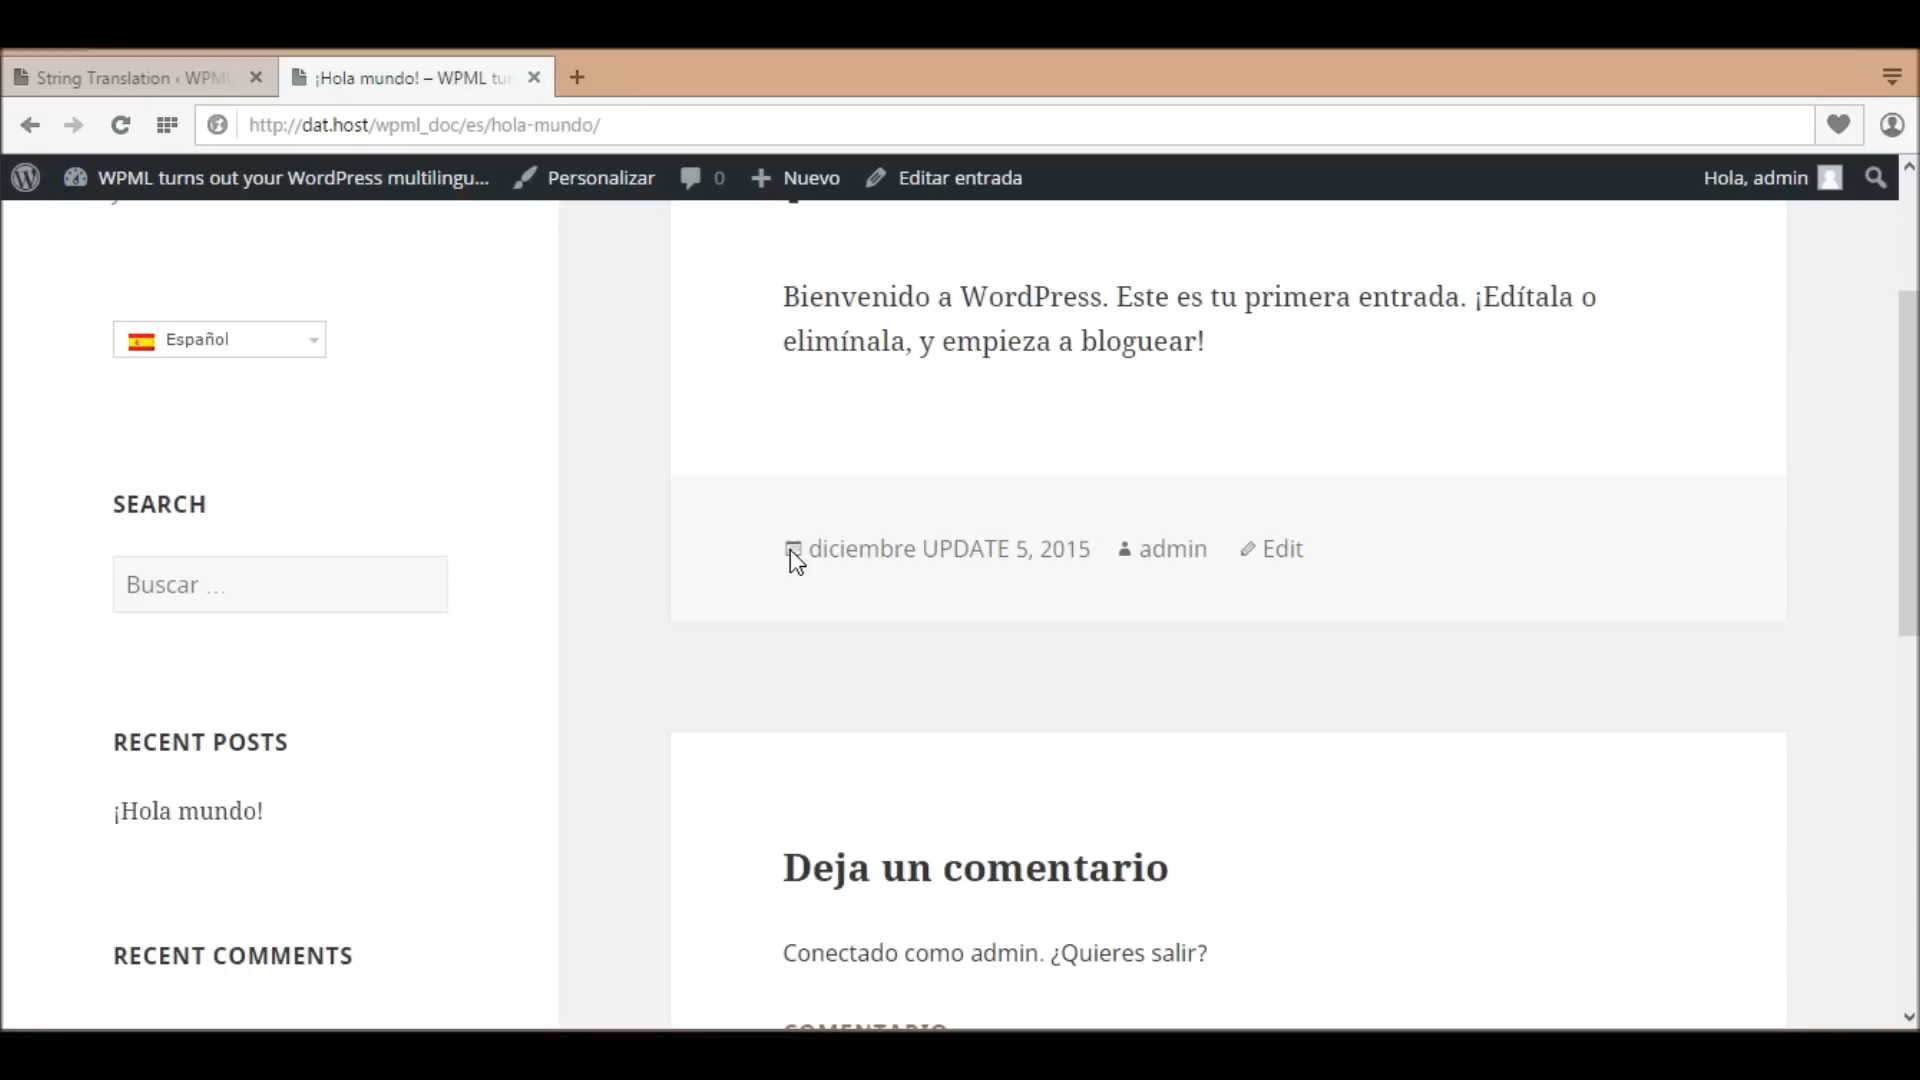 String Translation ‹ WPML
¡Hola mundo! – WPML tur
http://dat.host/wpml_doc/es/hola-mundo/
WPML turns out your WordPress multilingu...
Personalizar
0
Nuevo
Editar entrada
Hola, admin
Español
SEARCH
Buscar ...
RECENT POSTS
¡Hola mundo!
RECENT COMMENTS
Bienvenido a WordPress. Este es tu primera entrada. ¡Edítala o
elimínala, y empieza a bloguear!
diciembre UPDATE 5, 2015
admin
Edit
Deja un comentario
Conectado como admin. ¿Quieres salir?
COMENTARIO